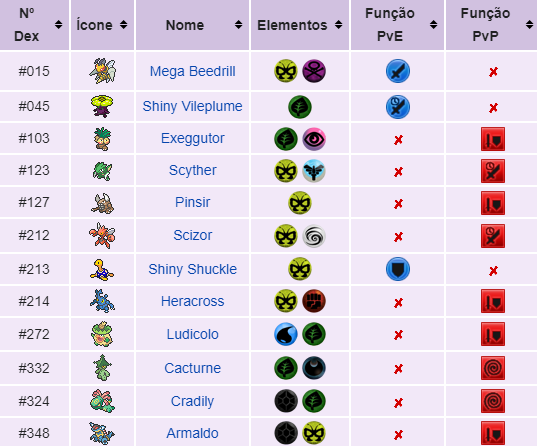 Nº Dex Ícone Nome Elementos Função PvE Função PvP
#015 Mega Beedrill
#045 Shiny Vileplume
#103 Exeggutor
#123 Scyther
#127 Pinsir
#212 Scizor
#213 Shiny Shuckle
#214 Heracross
#272 Ludicolo
#332 Cacturne
#324 Cradily
#348 Armaldo